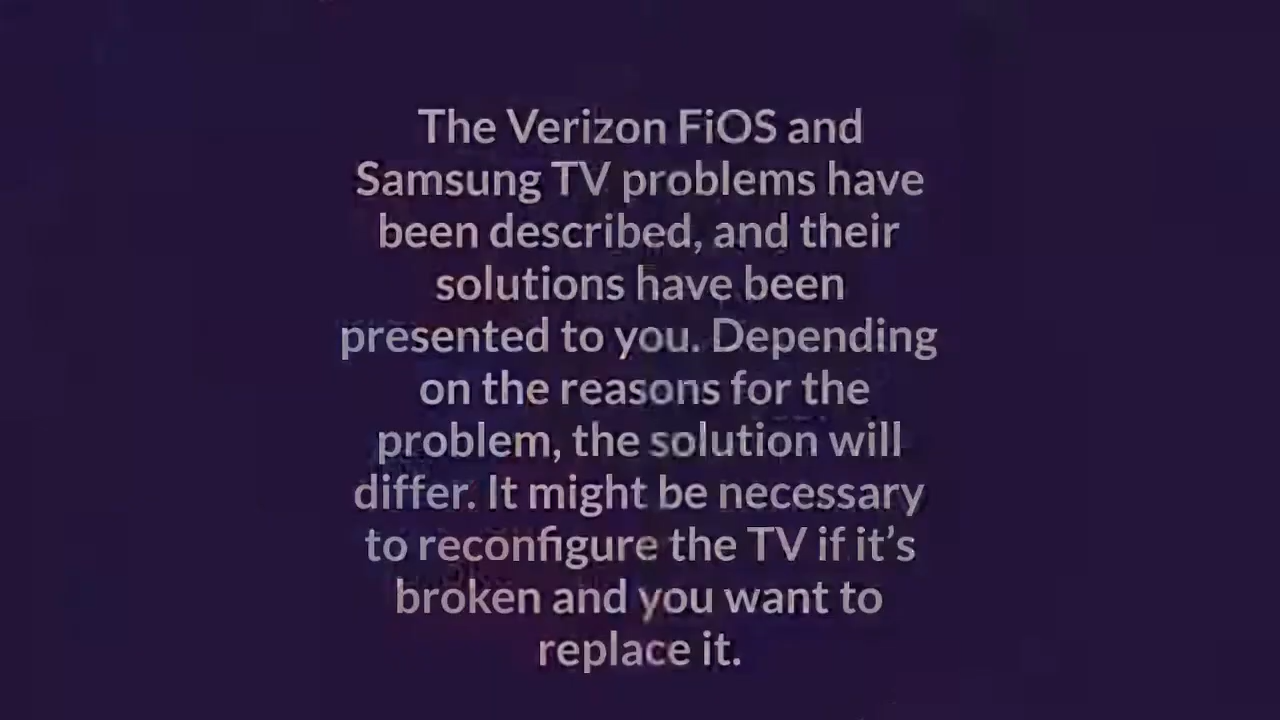 The Verizon FiOS and
Samsung TV problems have
been described, and their
solutions have been
presented to you. Depending
on the reasons for the
problem, the solution will
differ. It might be necessary
to reconfigure the TV if it’s
broken and you want to
replace it.